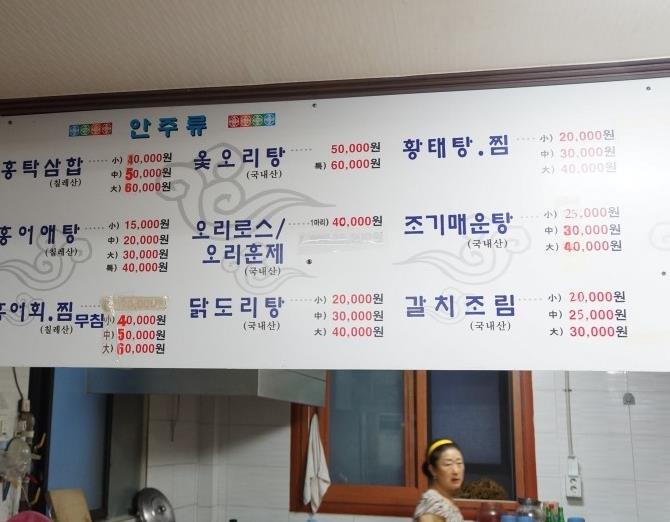 안주류
홍탁삼합 小) 40,000원
(칠레산) 中) 50,000원
大) 60,000원
옻오리탕 50,000원
(국내산) 特) 60,000원
황태탕.찜 小) 20,000원
中) 30,000원
大) 40,000원
홍어애탕 小) 15,000원
(칠레산) 中) 20,000원
大) 30,000원
특) 40,000원
오리로스/ 1마리) 40,000원
오리훈제
(국내산)
조기매운탕 小) 25,000원
(국내산) 中) 30,000원
大) 40,000원
홍어회.찜 무침 小) 40,000원
(칠레산) 中) 50,000원
大) 60,000원
닭도리탕 小) 20,000원
(국내산) 中) 30,000원
大) 40,000원
갈치조림 小) 20,000원
(국내산) 中) 25,000원
大) 30,000원